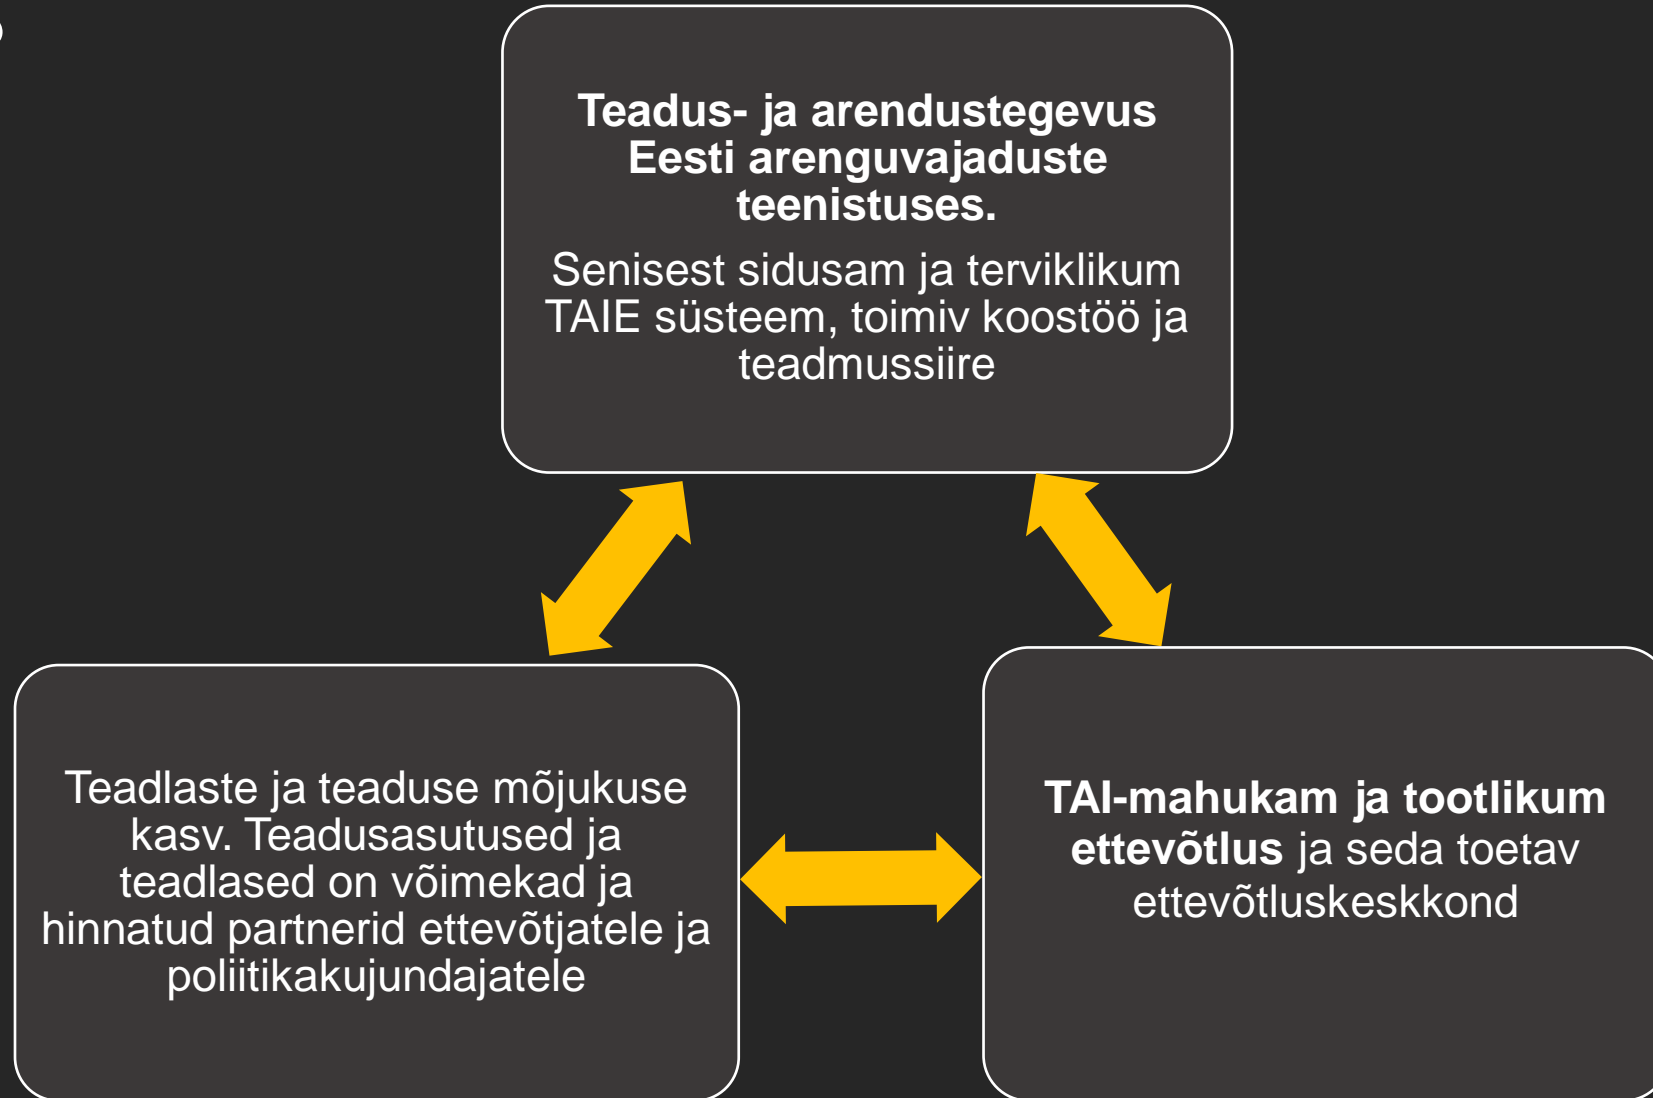 Teadus- ja arendustegevus
Eesti arenguvajaduste
teenistuses.
Senisest sidusam ja terviklikum
TAIE süsteem, toimiv koostöö ja
teadmussiire
Teadlaste ja teaduse mõjukuse
kasv. Teadusasutused ja
teadlased on võimekad ja
hinnatud partnerid ettevõtjatele ja
poliitikakujundajatele
TAI-mahukam ja tootlikum
ettevõtlus ja seda toetav
ettevõtluskeskkond